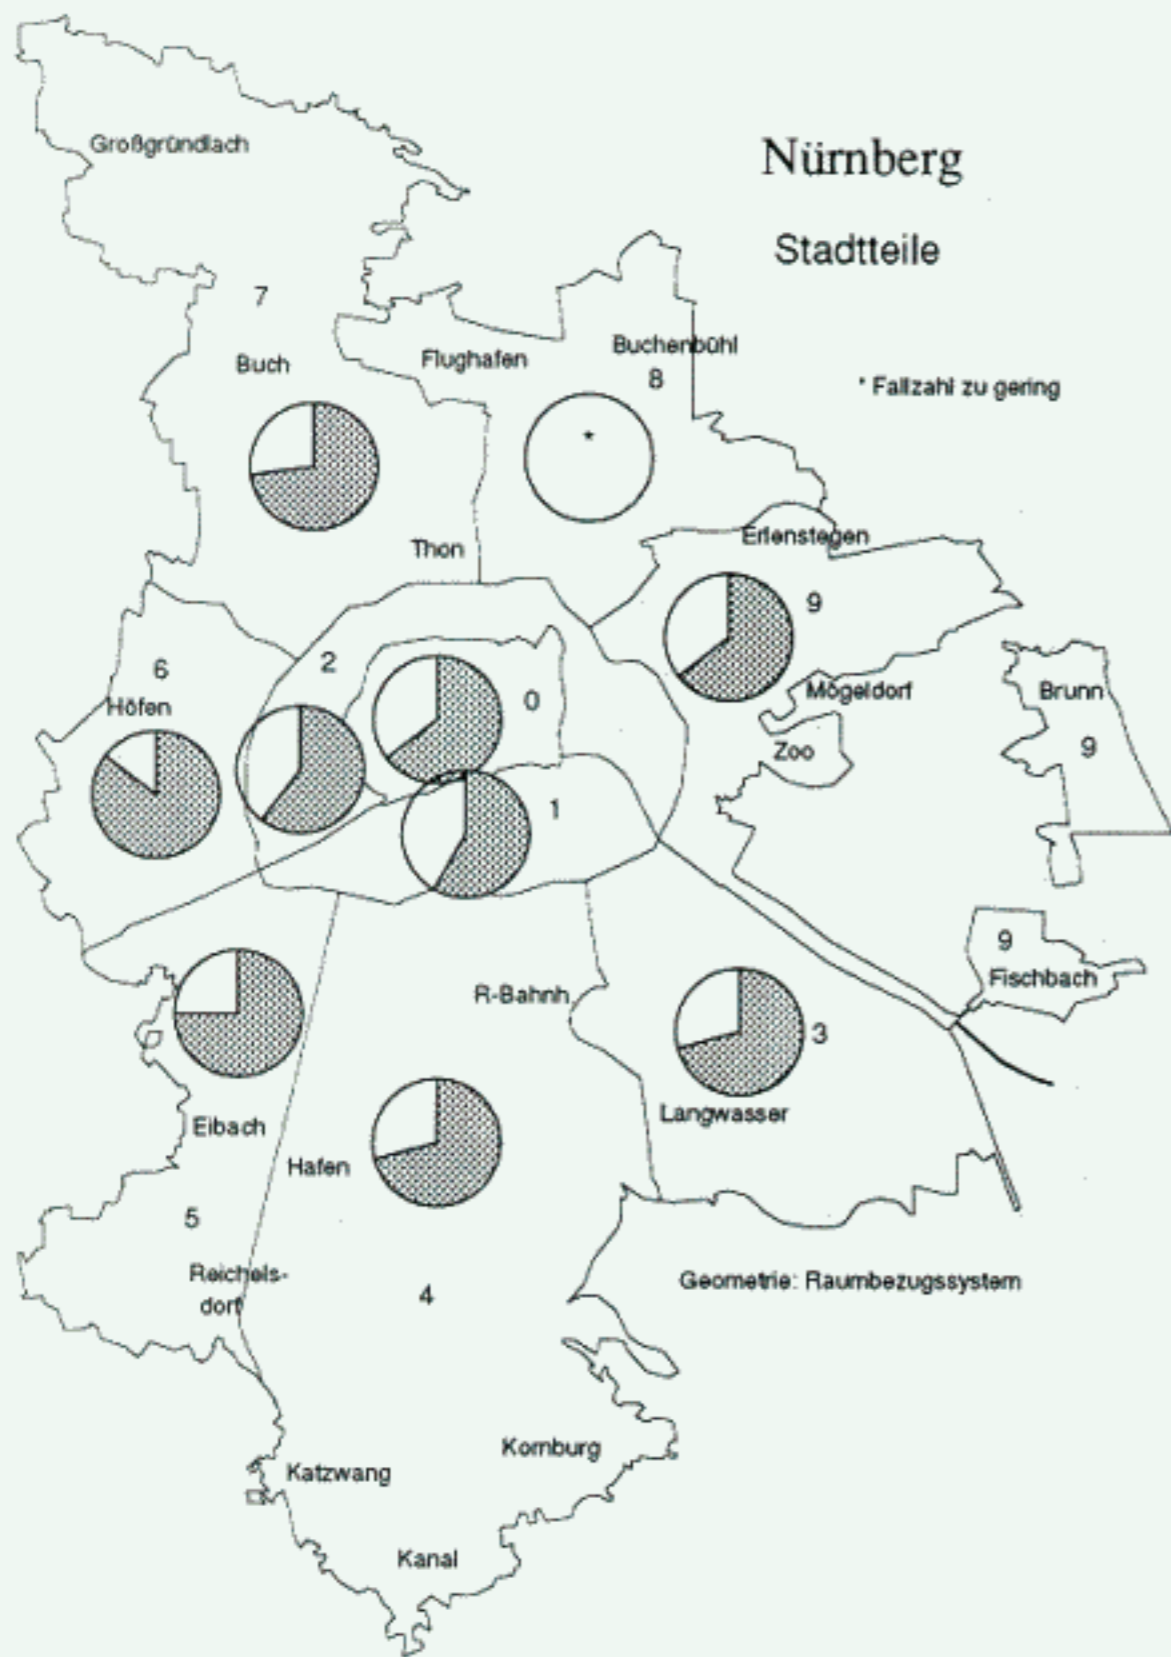 Großgründlach
Nürnberg
Stadtteile
7
Buch
Flughafen
Buchenbühl
8
* Fallzahl zu gering
*
Thon
Erlenstegen
9
6
2
0
Höfen
Mögeldorf
Brunn
Zoo
9
1
9
Fischbach
R-Bahnh.
3
Langwasser
Eibach
Hafen
5
Reichels-
dorf
4
Geometrie: Raumbezugssystem
Kornburg
Katzwang
Kanal